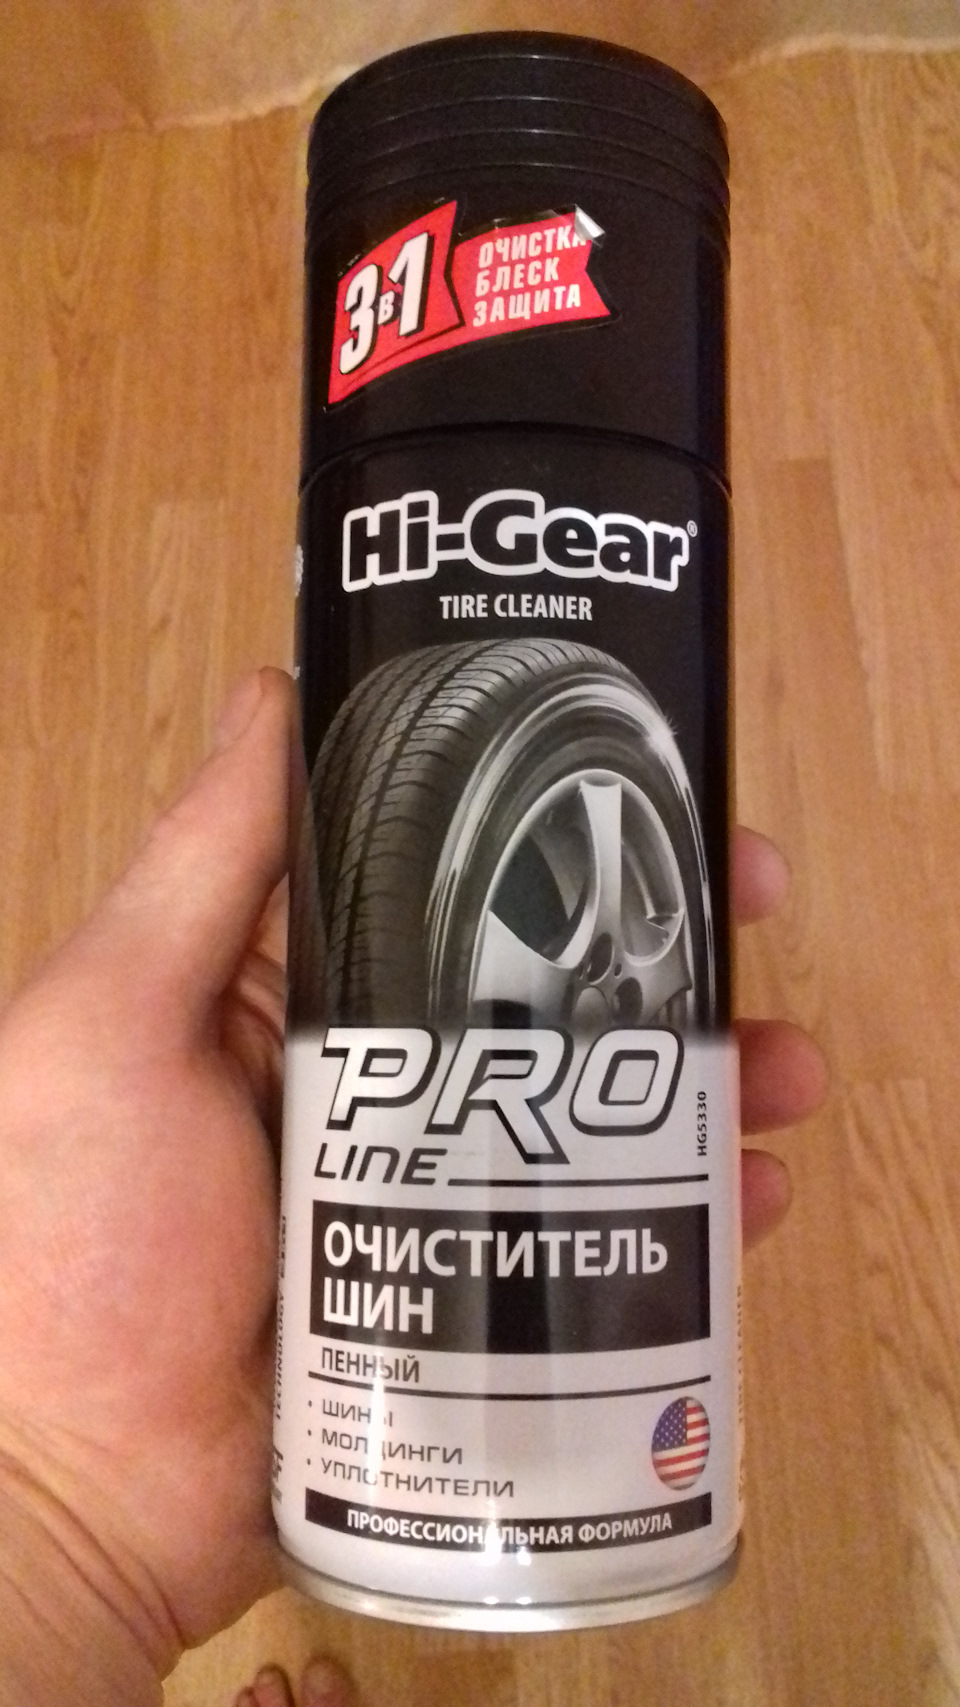 3в1
ОЧИСТКА
БЛЕСК
ЗАЩИТА
Hi-Gear®
TIRE CLEANER
PRO
LINE
HG5330
ОЧИСТИТЕЛЬ
ШИН
ПЕННЫЙ
• ШИНЫ
• МОЛДИНГИ
• УПЛОТНИТЕЛИ
ПРОФЕССИОНАЛЬНАЯ ФОРМУЛА